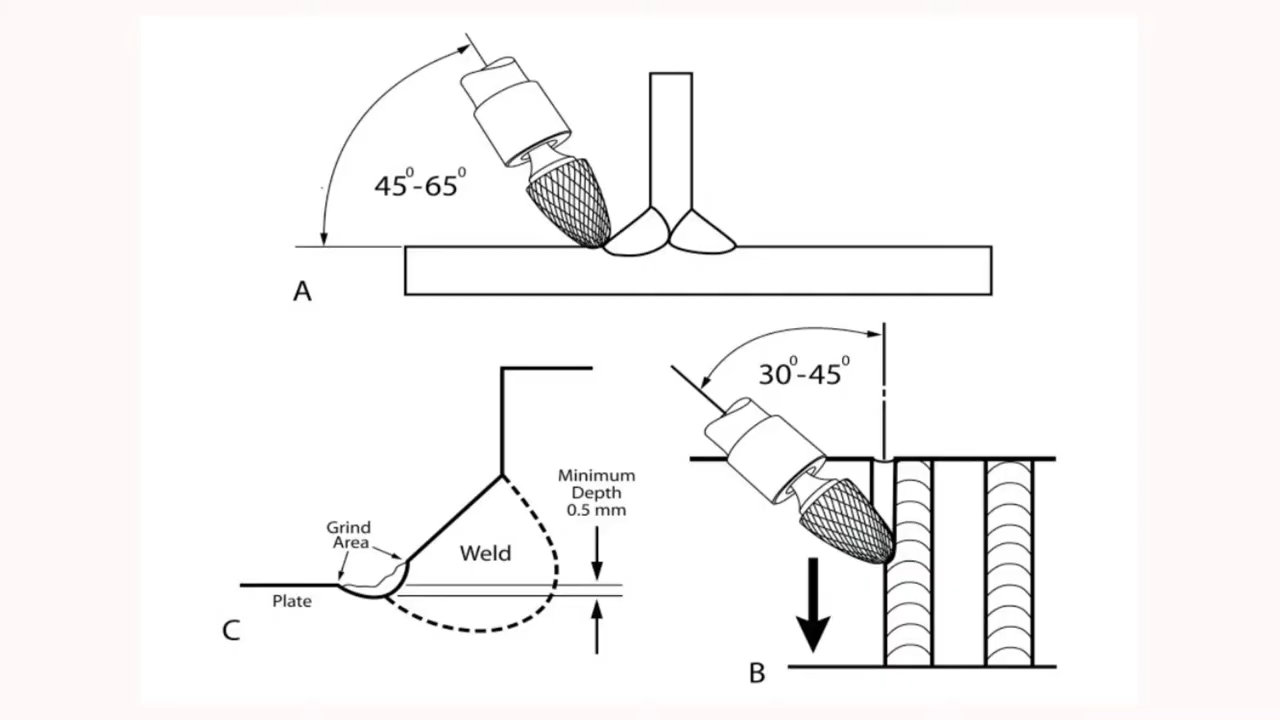 45⁰-65⁰
A
30⁰-45⁰
Minimum
Depth
0.5 mm
Grind
Area
Weld
Plate
C
B